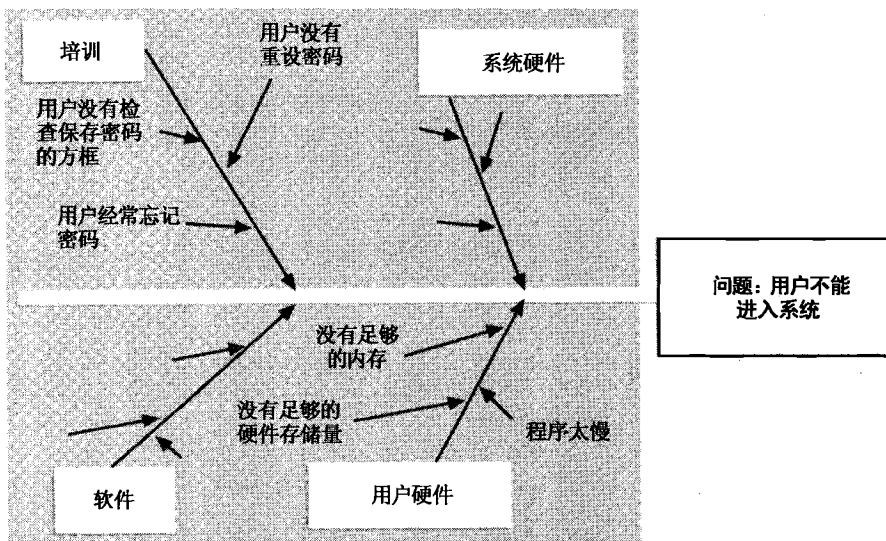 培训
用户没有
重设密码
系统硬件
用户没有检
查保存密码
的方框
用户经常忘记
密码
问题：用户不能
进入系统
没有足够
的内存
没有足够的
硬件存储量
程序太慢
软件
用户硬件